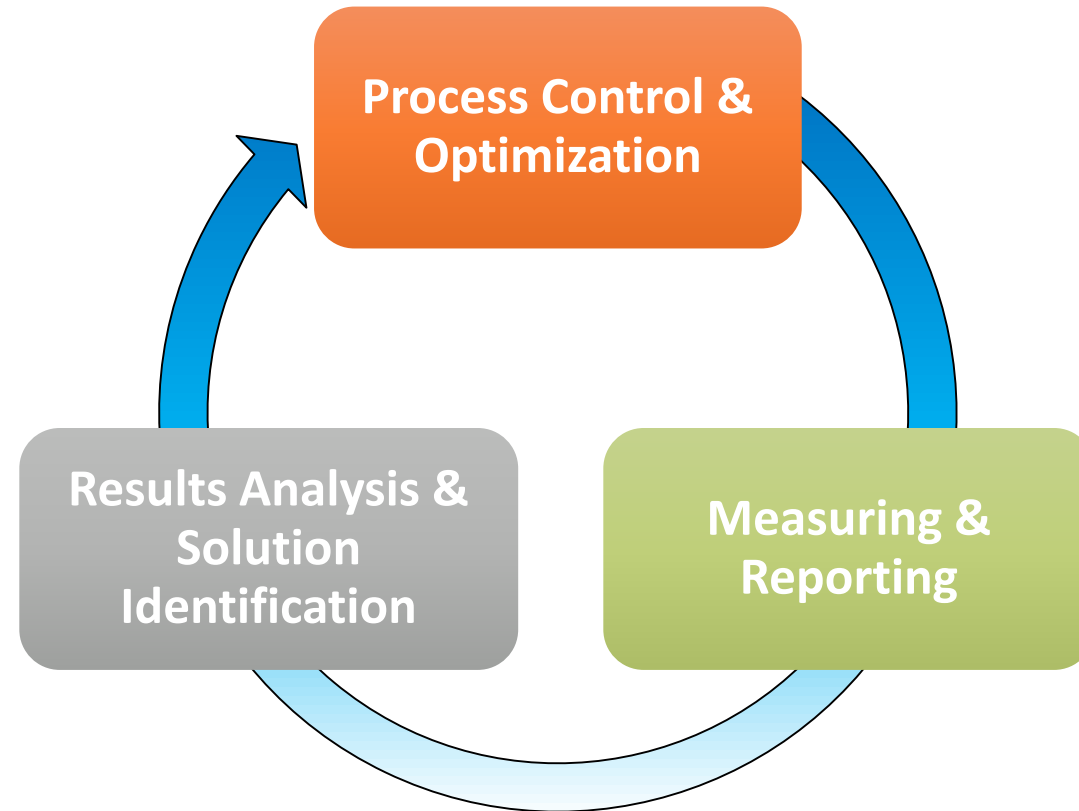 Process Control &
Optimization
Results Analysis &
Solution
Identification
Measuring &
Reporting